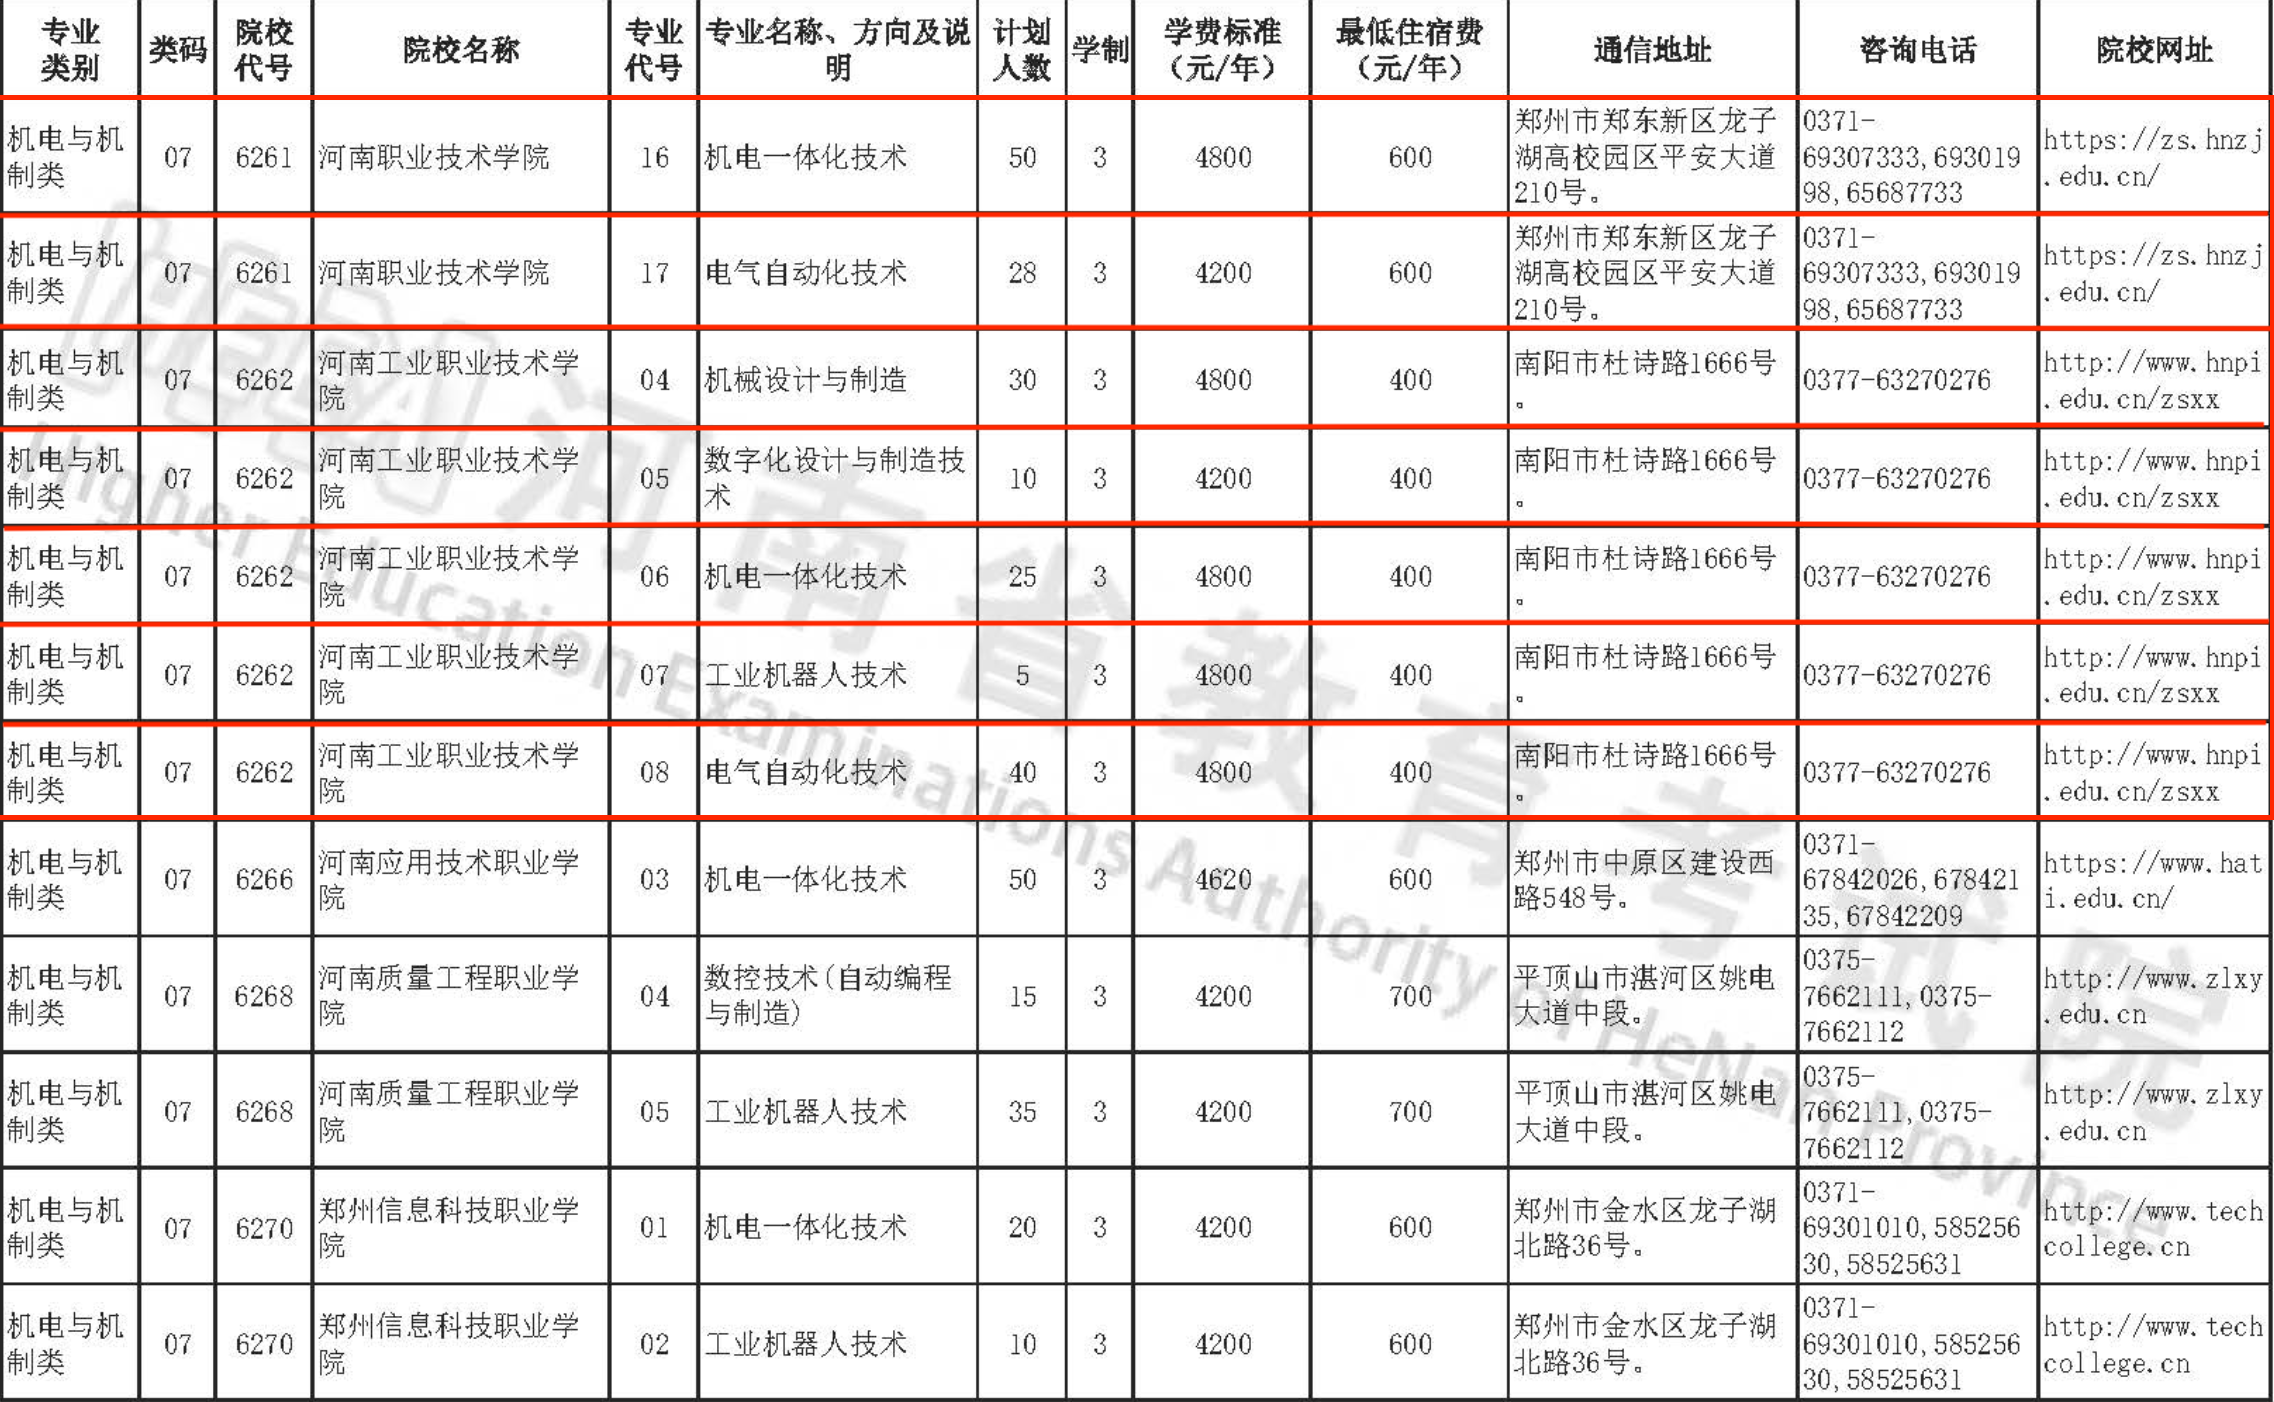 专业类别 类码 院校代号 院校名称 专业代号 专业名称、方向及说明 计划人数 学制 学费标准（元/年） 最低住宿费（元/年） 通信地址 咨询电话 院校网址
机电与机制类 07 6261 河南职业技术学院 16 机电一体化技术 50 3 4800 600 郑州市郑东新区龙子湖高校园区平安大道210号。 0371-69307333,69301998,65687733 https://zs.hnzj.edu.cn/
机电与机制类 07 6261 河南职业技术学院 17 电气自动化技术 28 3 4200 600 郑州市郑东新区龙子湖高校园区平安大道210号。 0371-69307333,69301998,65687733 https://zs.hnzj.edu.cn/
机电与机制类 07 6262 河南工业职业技术学院 04 机械设计与制造 30 3 4800 400 南阳市杜诗路1666号。 0377-63270276 http://www.hnpi.edu.cn/zsxx
机电与机制类 07 6262 河南工业职业技术学院 05 数字化设计与制造技术 10 3 4200 400 南阳市杜诗路1666号。 0377-63270276 http://www.hnpi.edu.cn/zsxx
机电与机制类 07 6262 河南工业职业技术学院 06 机电一体化技术 25 3 4800 400 南阳市杜诗路1666号。 0377-63270276 http://www.hnpi.edu.cn/zsxx
机电与机制类 07 6262 河南工业职业技术学院 07 工业机器人技术 5 3 4800 400 南阳市杜诗路1666号。 0377-63270276 http://www.hnpi.edu.cn/zsxx
机电与机制类 07 6262 河南工业职业技术学院 08 电气自动化技术 40 3 4800 400 南阳市杜诗路1666号。 0377-63270276 http://www.hnpi.edu.cn/zsxx
机电与机制类 07 6266 河南应用技术职业学院 03 机电一体化技术 50 3 4620 600 郑州市中原区建设西路548号。 0371-67842026,67842135,67842209 https://www.hati.edu.cn/
机电与机制类 07 6268 河南质量工程职业学院 04 数控技术(自动编程与制造) 15 3 4200 700 平顶山市湛河区姚电大道中段。 0375-7662111,0375-7662112 http://www.zlxy.edu.cn
机电与机制类 07 6268 河南质量工程职业学院 05 工业机器人技术 35 3 4200 700 平顶山市湛河区姚电大道中段。 0375-7662111,0375-7662112 http://www.zlxy.edu.cn
机电与机制类 07 6270 郑州信息科技职业学院 01 机电一体化技术 20 3 4200 600 郑州市金水区龙子湖北路36号。 0371-69301010,58525630,58525631 http://www.techcollege.cn
机电与机制类 07 6270 郑州信息科技职业学院 02 工业机器人技术 10 3 4200 600 郑州市金水区龙子湖北路36号。 0371-69301010,58525630,58525631 http://www.techcollege.cn
HEEA 河南省教育考试院
Higher Education Examinations Authority of HeNan Province